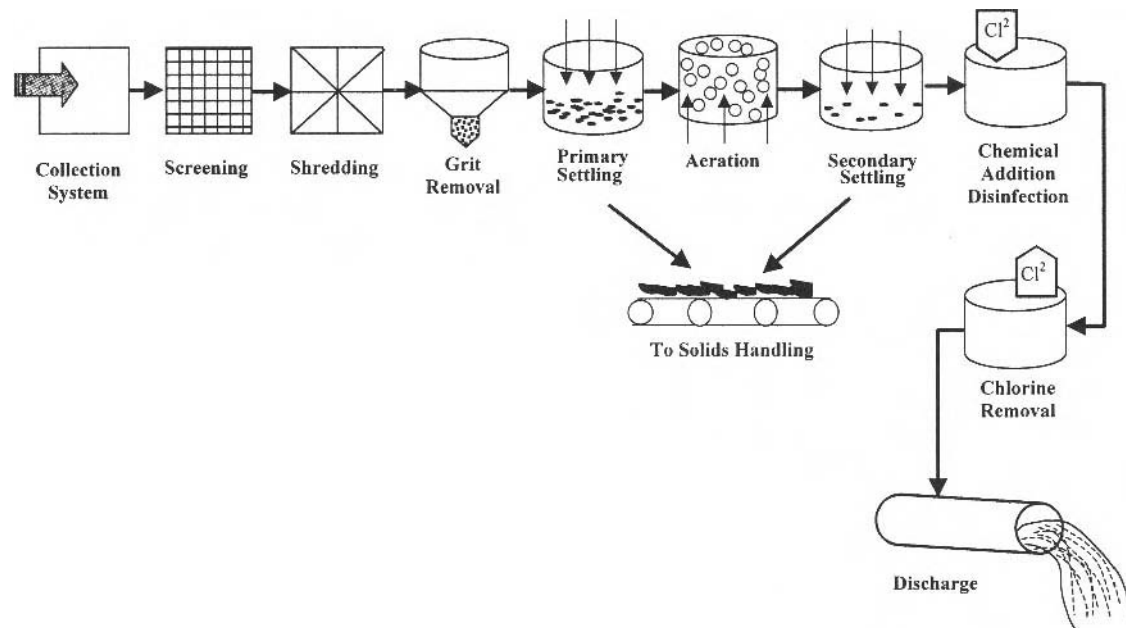 Cl²
Collection
System
Screening
Shredding
Grit
Removal
Primary
Settling
Aeration
Secondary
Settling
Chemical
Addition
Disinfection
To Solids Handling
Cl²
Chlorine
Removal
Discharge